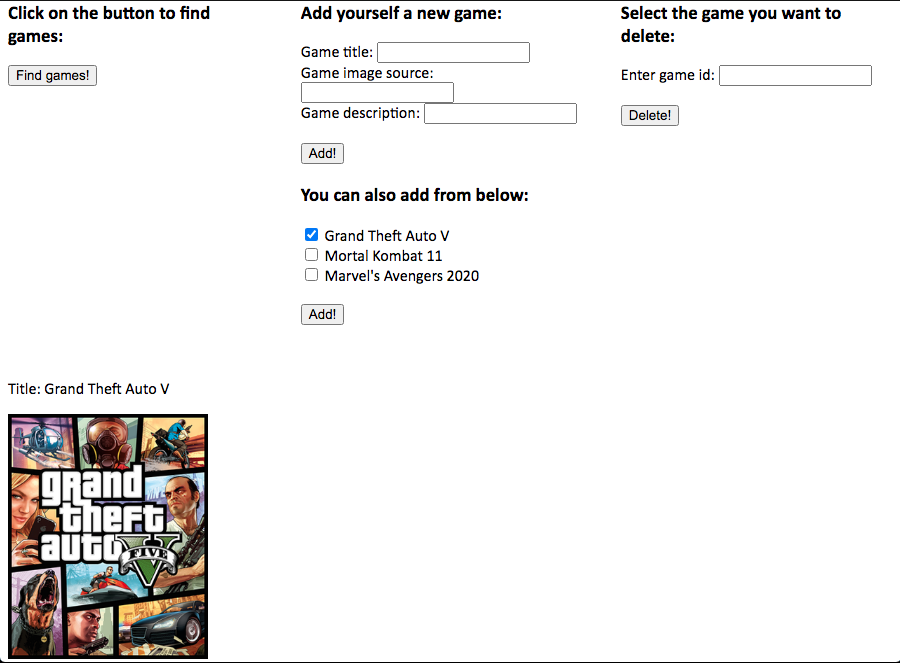 Click on the button to find
games:
Find games!
Add yourself a new game:
Game title:
Game image source:
Game description:
Add!
You can also add from below:
Grand Theft Auto V
Mortal Kombat 11
Marvel's Avengers 2020
Add!
Select the game you want to
delete:
Enter game id:
Delete!
Title: Grand Theft Auto V
grand
theft
auto V
FIVE